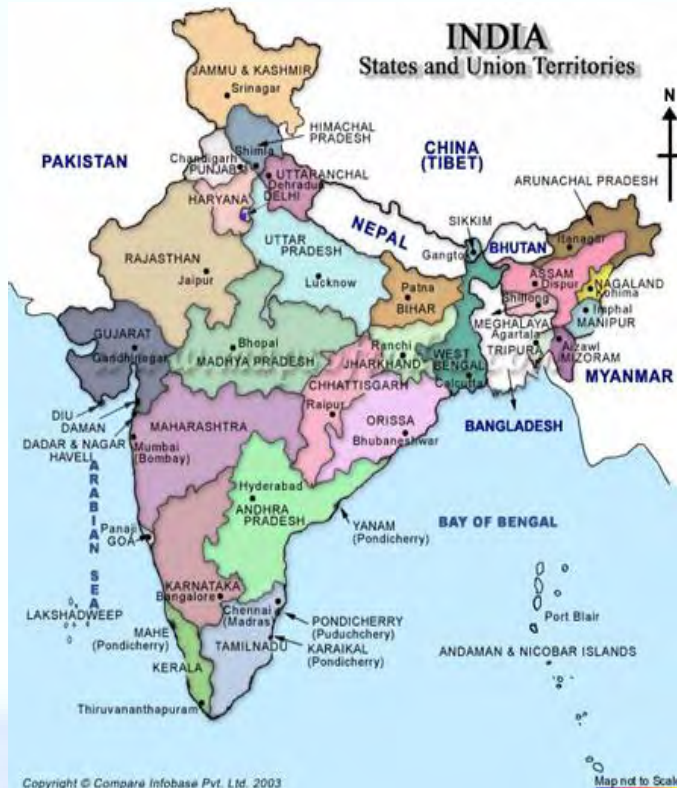 INDIA
States and Union Territories
N
JAMMU & KASHMIR
Srinagar
HIMACHAL
PRADESH
Shimla
CHINA
(TIBET)
PAKISTAN
Chandigarh
PUNJAB
UTTARANCHAL
Dehradun
ARUNACHAL PRADESH
HARYANA
DELHI
NEPAL
SIKKIM
BHUTAN
Itanagar
RAJASTHAN
Jaipur
UTTAR
PRADESH
Lucknow
Gangtok
ASSAM
Dispur
NAGALAND
Kohima
Patna
BIHAR
Shillong
Imphal
MANIPUR
MEGHALAYA
Agartala
TRIPURA
Aizawl
MIZORAM
GUJARAT
Gandhinagar
Bhopal
MADHYA PRADESH
Ranchi
JHARKHAND
WEST
BENGAL
Calcutta
MYANMAR
CHHATTISGARH
Raipur
BANGLADESH
DIU
DAMAN
DADAR & NAGAR
HAVELI
MAHARASHTRA
Mumbai
(Bombay)
ORISSA
Bhubaneshwar
ARABIAN SEA
Hyderabad
ANDHRA
PRADESH
YANAM
(Pondicherry)
BAY OF BENGAL
Panaji
GOA
KARNATAKA
Bangalore
Chennai
(Madras)
LAKSHADWEEP
MAHE
(Pondicherry)
PONDICHERRY
(Puduchchery)
Port Blair
KERALA
TAMILNADU
KARAIKAL
(Pondicherry)
ANDAMAN & NICOBAR ISLANDS
Thiruvananthapuram
Copyright © Compare Infobase Pvt. Ltd. 2003
Map not to Scale